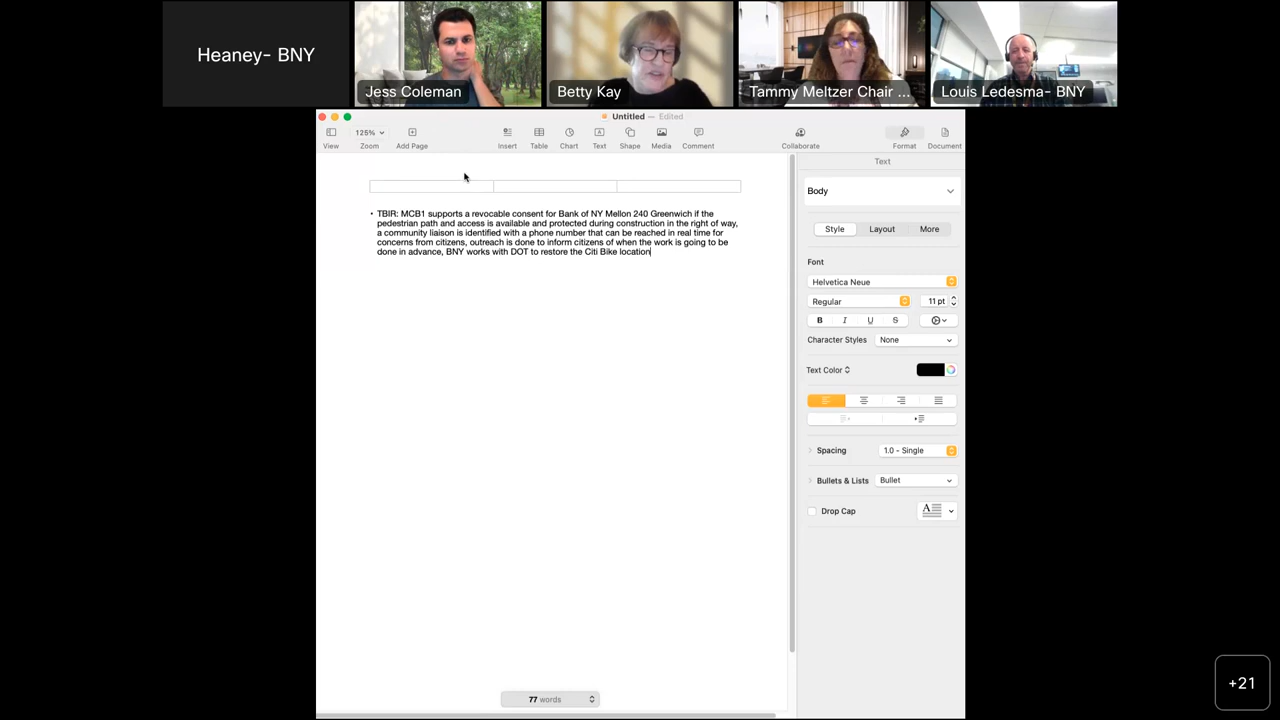 Heaney- BNY
Jess Coleman
Betty Kay
Tammy Meltzer Chair ...
Louis Ledesma- BNY
Untitled — Edited
125%
View
Zoom
Add Page
Insert
Table
Chart
Text
Shape
Media
Comment
Collaborate
Format
Document
Text
Body
Style
Layout
More
Font
Helvetica Neue
Regular
11 pt
B I U S
Character Styles
None
Text Color
Spacing
1.0 - Single
Bullets & Lists
Bullet
Drop Cap
A
• TBIR: MCB1 supports a revocable consent for Bank of NY Mellon 240 Greenwich if the
pedestrian path and access is available and protected during construction in the right of way,
a community liaison is identified with a phone number that can be reached in real time for
concerns from citizens, outreach is done to inform citizens of when the work is going to be
done in advance, BNY works with DOT to restore the Citi Bike location
77 words
+21